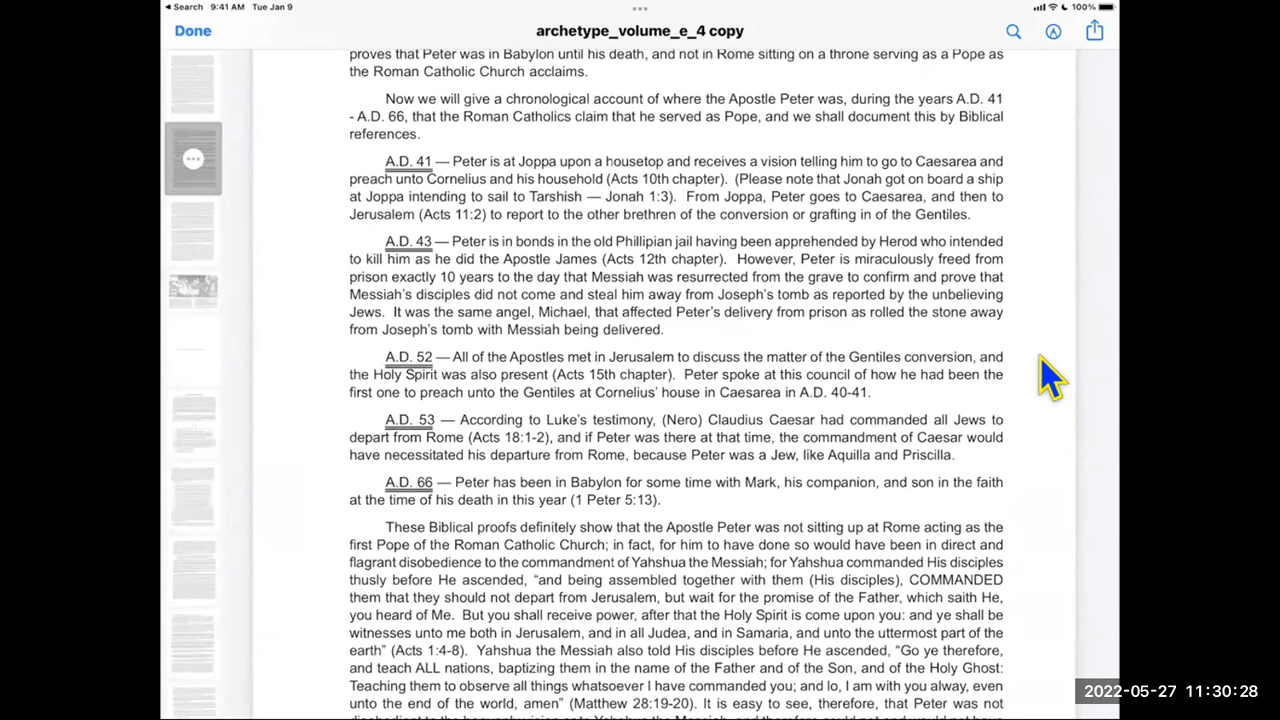 Search 9:41 AM Tue Jan 9
100%
Done
archetype_volume_e_4 copy
proves that Peter was in Babylon until his death, and not in Rome sitting on a throne serving as a Pope as
the Roman Catholic Church acclaims.
Now we will give a chronological account of where the Apostle Peter was, during the years A.D. 41
- A.D. 66, that the Roman Catholics claim that he served as Pope, and we shall document this by Biblical
references.
A.D. 41 — Peter is at Joppa upon a housetop and receives a vision telling him to go to Caesarea and
preach unto Cornelius and his household (Acts 10th chapter). (Please note that Jonah got on board a ship
at Joppa intending to sail to Tarshish — Jonah 1:3). From Joppa, Peter goes to Caesarea, and then to
Jerusalem (Acts 11:2) to report to the other brethren of the conversion or grafting in of the Gentiles.
A.D. 43 — Peter is in bonds in the old Phillipian jail having been apprehended by Herod who intended
to kill him as he did the Apostle James (Acts 12th chapter). However, Peter is miraculously freed from
prison exactly 10 years to the day that Messiah was resurrected from the grave to confirm and prove that
Messiah's disciples did not come and steal him away from Joseph's tomb as reported by the unbelieving
Jews. It was the same angel, Michael, that affected Peter's delivery from prison as rolled the stone away
from Joseph's tomb with Messiah being delivered.
A.D. 52 — All of the Apostles met in Jerusalem to discuss the matter of the Gentiles conversion, and
the Holy Spirit was also present (Acts 15th chapter). Peter spoke at this council of how he had been the
first one to preach unto the Gentiles at Cornelius' house in Caesarea in A.D. 40-41.
A.D. 53 — According to Luke's testimony, (Nero) Claudius Caesar had commanded all Jews to
depart from Rome (Acts 18:1-2), and if Peter was there at that time, the commandment of Caesar would
have necessitated his departure from Rome, because Peter was a Jew, like Aquilla and Priscilla.
A.D. 66 — Peter has been in Babylon for some time with Mark, his companion, and son in the faith
at the time of his death in this year (1 Peter 5:13).
These Biblical proofs definitely show that the Apostle Peter was not sitting up at Rome acting as the
first Pope of the Roman Catholic Church; in fact, for him to have done so would have been in direct and
flagrant disobedience to the commandment of Yahshua the Messiah; for Yahshua commanded His disciples
thusly before He ascended, "and being assembled together with them (His disciples), COMMANDED
them that they should not depart from Jerusalem, but wait for the promise of the Father, which saith He,
you heard of Me. But you shall receive power, after that the Holy Spirit is come upon you: and ye shall be
witness unto Me both in Jerusalem, and in all Judea, and in Samaria, and unto the uttermost part of the
earth" (Acts 1:4-8). Yahshua the Messiah also told His disciples before He ascended, "Go ye therefore,
and teach ALL nations, baptizing them in the name of the Father and of the Son, and of the Holy Ghost:
Teaching men to observe all things whatsoever I have commanded you; and lo, I am with you alway, even
unto the end of the world, Amen" (Matt. 28:19-20). It is easy to see, therefore, that Peter was not
2022-05-27 11:30:28